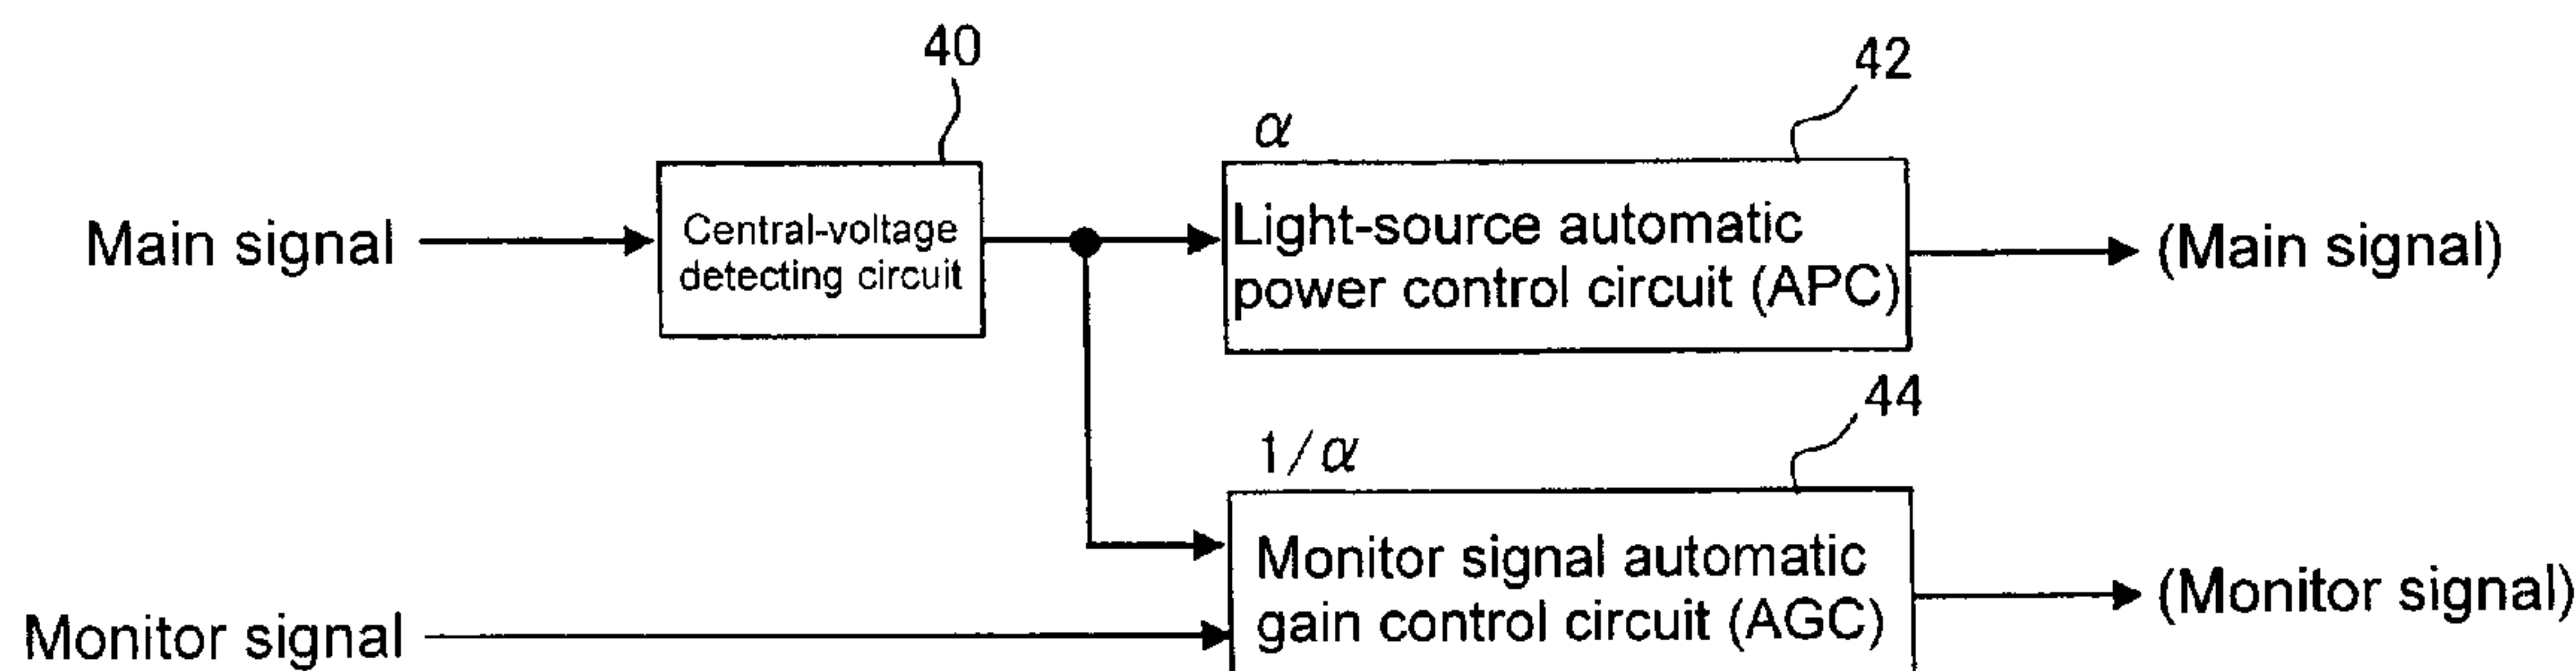 40
42
α
Main signal
Central-voltage
detecting circuit
Light-source automatic
power control circuit (APC)
(Main signal)
44
1/α
Monitor signal automatic
gain control circuit (AGC)
(Monitor signal)
Monitor signal